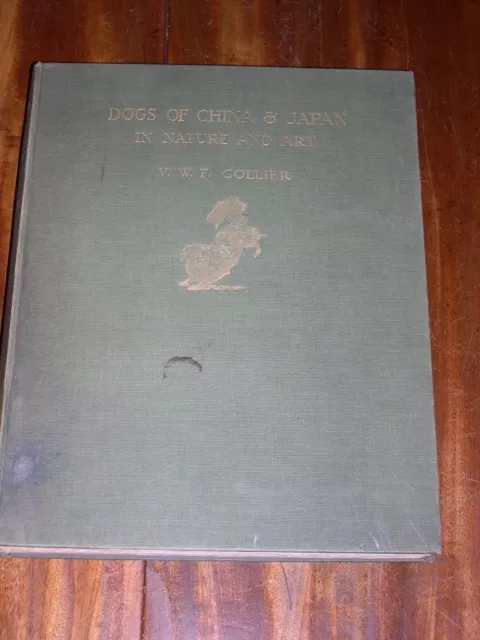 DOGS OF CHINA & JAPAN
IN NATURE AND ART
V. W. F. COLLIER